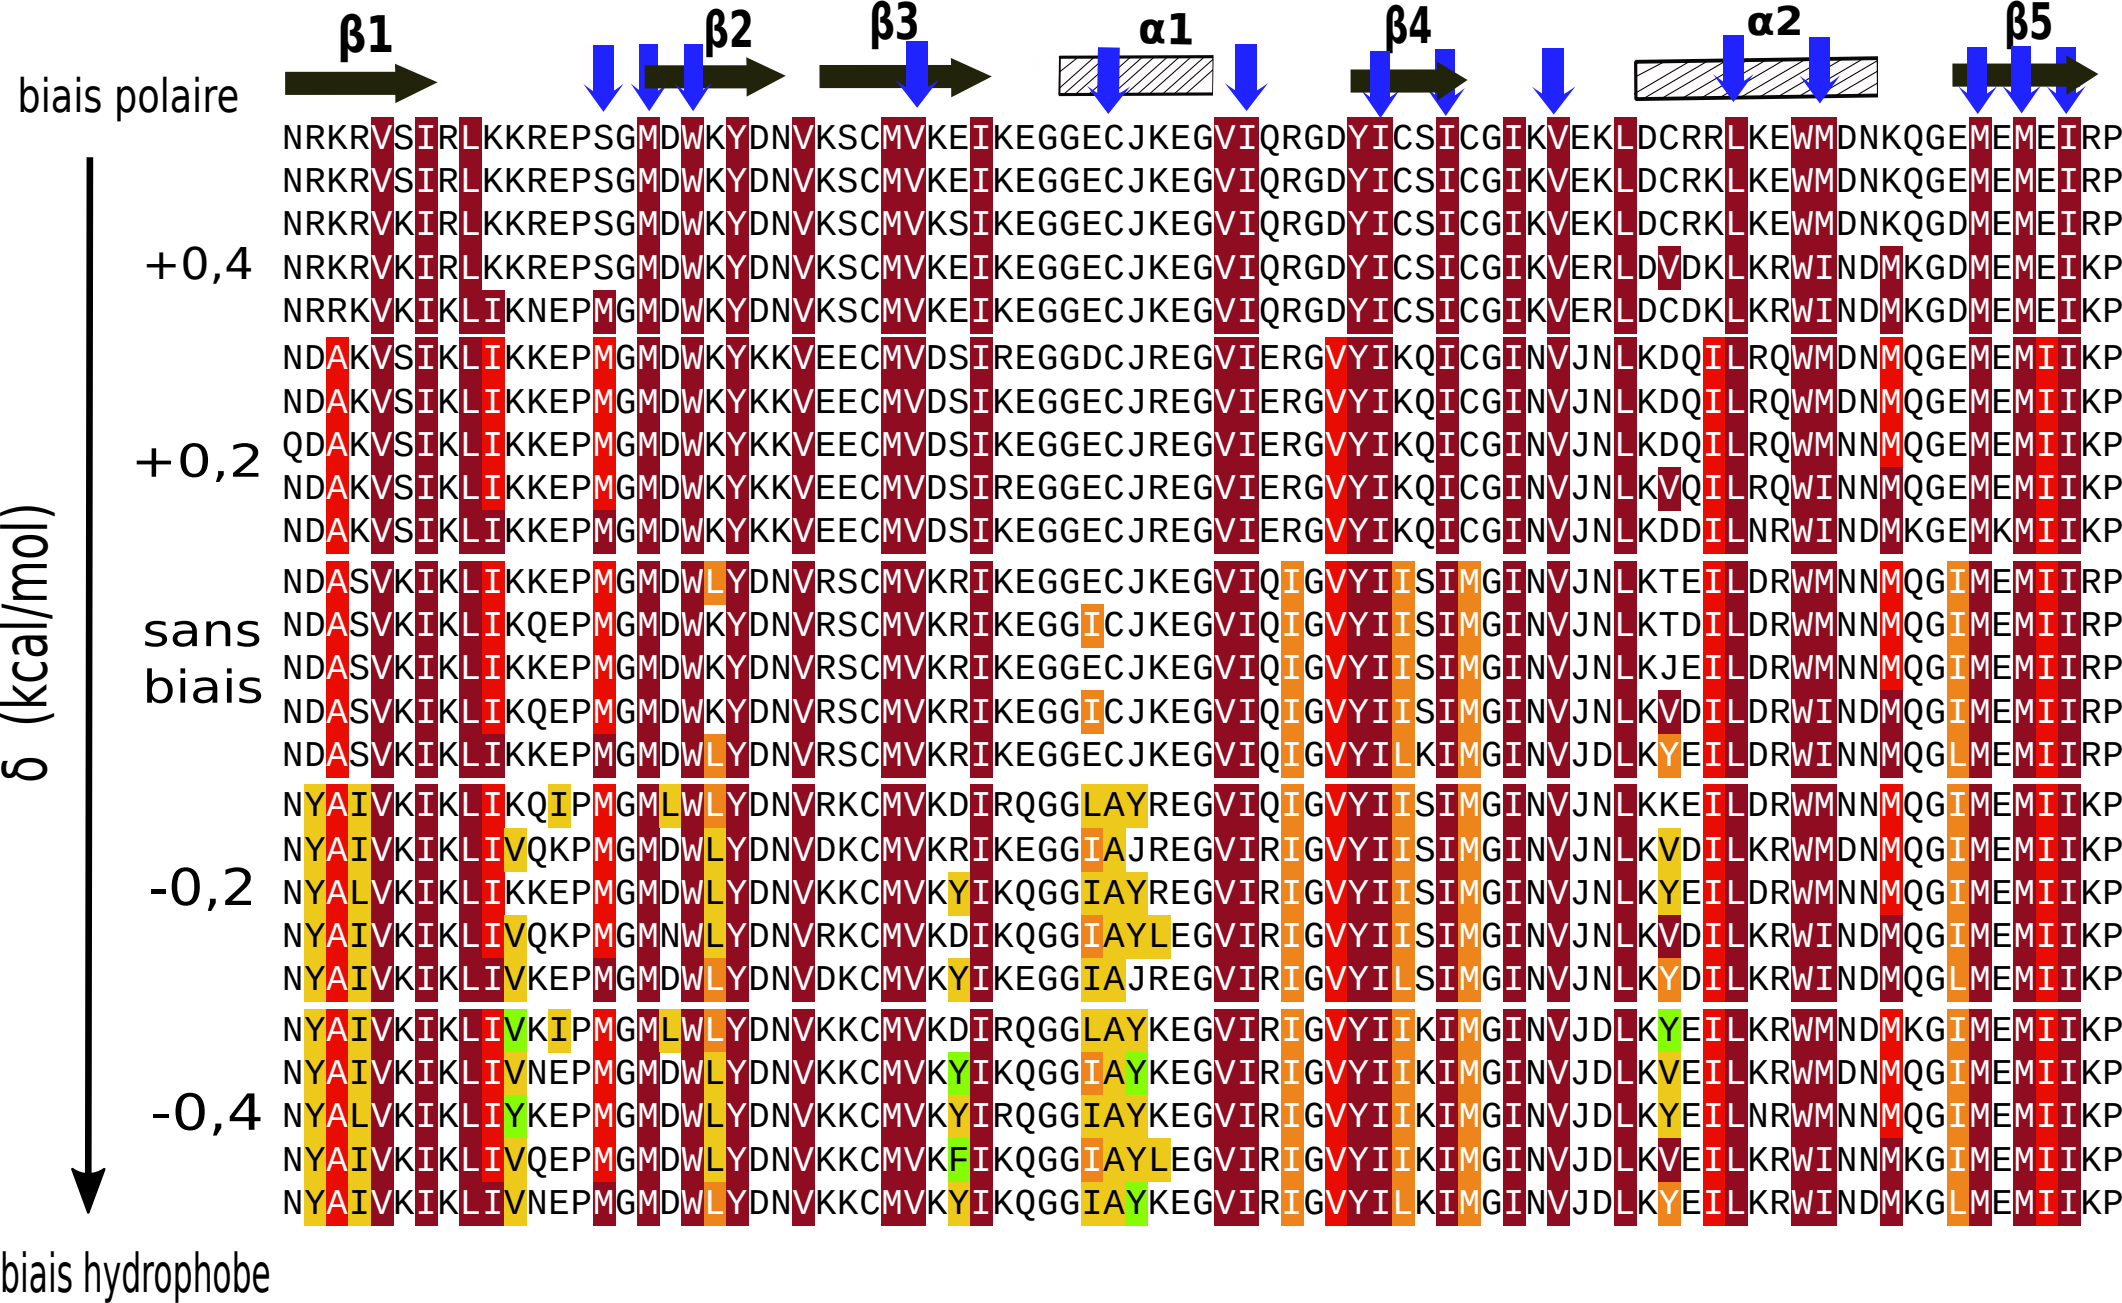 β1 β2 β3 α1 β4 α2 β5
biais polaire
NRKRVSIRLKKREPSGMDWKYDNVKSCMVKEIKEGGECJKEGVIQRGDYICSICGIKVEKLDCRRLKEWMDNKQGEMEMEIRP
NRKRVSIRLKKREPSGMDWKYDNVKSCMVKEIKEGGECJKEGVIQRGDYICSICGIKVEKLDCRKLKEWMDNKQGEMEMEIRP
NRKRVKIRLKKREPSGMDWKYDNVKSCMVKSIKEGGECJKEGVIQRGDYICSICGIKVEKLDCRKLKEWMDNKQGDMEMEIRP
+0,4 NRKRVKIRLKKREPSGMDWKYDNVKSCMVKSIKEGGECJKEGVIQRGDYICSICGIKVERLDVDKLKRWINDMKGDMEMEIKP
NRRKVKIKLIKNEPMGMDWKYDNVKSCMVKEIKEGGECJKEGVIQRGDYICSICGIKVERLDCDKLKRWINDMKGDMEMEIKP
NDAKVSIKLIKKEPMGMDWKYKKVEECMVDSIREGGDCJREGVIERGVYIKQICGINVJNLKDQILRQWMDNMQGEMEMIIKP
NDAKVSIKLIKKEPMGMDWKYKKVEECMVDSIKEGGECJREGVIERGVYIKQICGINVJNLKDQILRQWMDNMQGEMEMIIKP
+0,2
QDAKVSIKLIKKEPMGMDWKYKKVEECMVDSIKEGGECJREGVIERGVYIKQICGINVJNLKDQILRQWMNNMQGEMEMIIKP
NDAKVSIKLIKKEPMGMDWKYKKVEECMVDSIREGGECJREGVIERGVYIKQICGINVJNLKVQILRQWINNMQGEMEMIIKP
NDAKVSIKLIKKEPMGMDWKYKKVEECMVDSIREGGECJREGVIERGVYIKQICGINVJNLKDDILNRWINDMKGEMKMIIKP
NDASVKIKLIKKEPMGMDWLYDNVRSCMVKRIKEGGECJKEGVIQIGVYIISIMGINVJNLKTEILDRWMNNMQGIMEMIIRP
sans NDASVKIKLIKQEPMGMDWKYDNVRSCMVKRIKEGGICJKEGVIQIGVYIISIMGINVJNLKTDILDRWMNNMQGIMEMIIRP
biais
NDASVKIKLIKKEPMGMDWKYDNVRSCMVKRIKEGGECJKEGVIQIGVYIISIMGINVJNLKJEILDRWMNNMQGIMEMIIRP
NDASVKIKLIKQEPMGMDWKYDNVRSCMVKRIKEGGICJKEGVIQIGVYIISIMGINVJNLKVDILDRWINDMQGIMEMIIRP
NDASVKIKLIKKEPMGMDWLYDNVRSCMVKRIKEGGECJKEGVIQIGVYILKIMGINVJDLKYEILDRWINNMQGLMEMIIRP
NYAIVKIKLIKQIPMGMLWLYDNVRKCMVKDIRQGGLAYREGVIQIGVYIISIMGINVJNLKKEILDRWMNNMQGIMEMIIKP
NYAIVKIKLIVQKPMGMDWLYDNVDKCMVKRIKEGGIAJREGVIRIGVYIISIMGINVJNLKVDILKRWMDNMQGIMEMIIKP
-0,2 NYALVKIKLIKKEPMGMDWLYDNVKKCMVKYIKQGGIAYREGVIRIGVYIISIMGINVJNLKYEILDRWMNNMQGIMEMIIKP
NYAIVKIKLIVQKPMGMNWLYDNVRKCMVKDIKQGGIAYLEGVIRIGVYIISIMGINVJNLKVDILKRWINDMQGIMEMIIKP
NYAIVKIKLIVKEPMGMDWLYDNVDKCMVKYIKEGGIAJREGVIRIGVYILSIMGINVJNLKYDILKRWINDMQGLMEMIIKP
NYAIVKIKLIVKIPMGMLWLYDNVKKCMVKDIRQGGLAYKEGVIRIGVYIIKIMGINVJDLKYEILKRWMNDMKGIMEMIIKP
NYAIVKIKLIVNEPMGMDWLYDNVKKCMVKYIKQGGIAYKEGVIRIGVYIIKIMGINVJDLKVEILKRWMDNMQGIMEMIIKP
-0,4 NYALVKIKLIYKEPMGMDWLYDNVKKCMVKYIRQGGIAYKEGVIRIGVYIIKIMGINVJDLKYEILNRWMNNMQGIMEMIIKP
NYAIVKIKLIVQEPMGMDWLYDNVKKCMVKFIKQGGIAYLEGVIRIGVYIIKIMGINVJDLKVEILKRWINNMKGIMEMIIKP
NYAIVKIKLIVNEPMGMDWLYDNVKKCMVKYIKQGGIAYKEGVIRIGVYILKIMGINVJDLKYEILKRWINDMKGLMEMIIKP
δ (kcal/mol)
biais hydrophobe